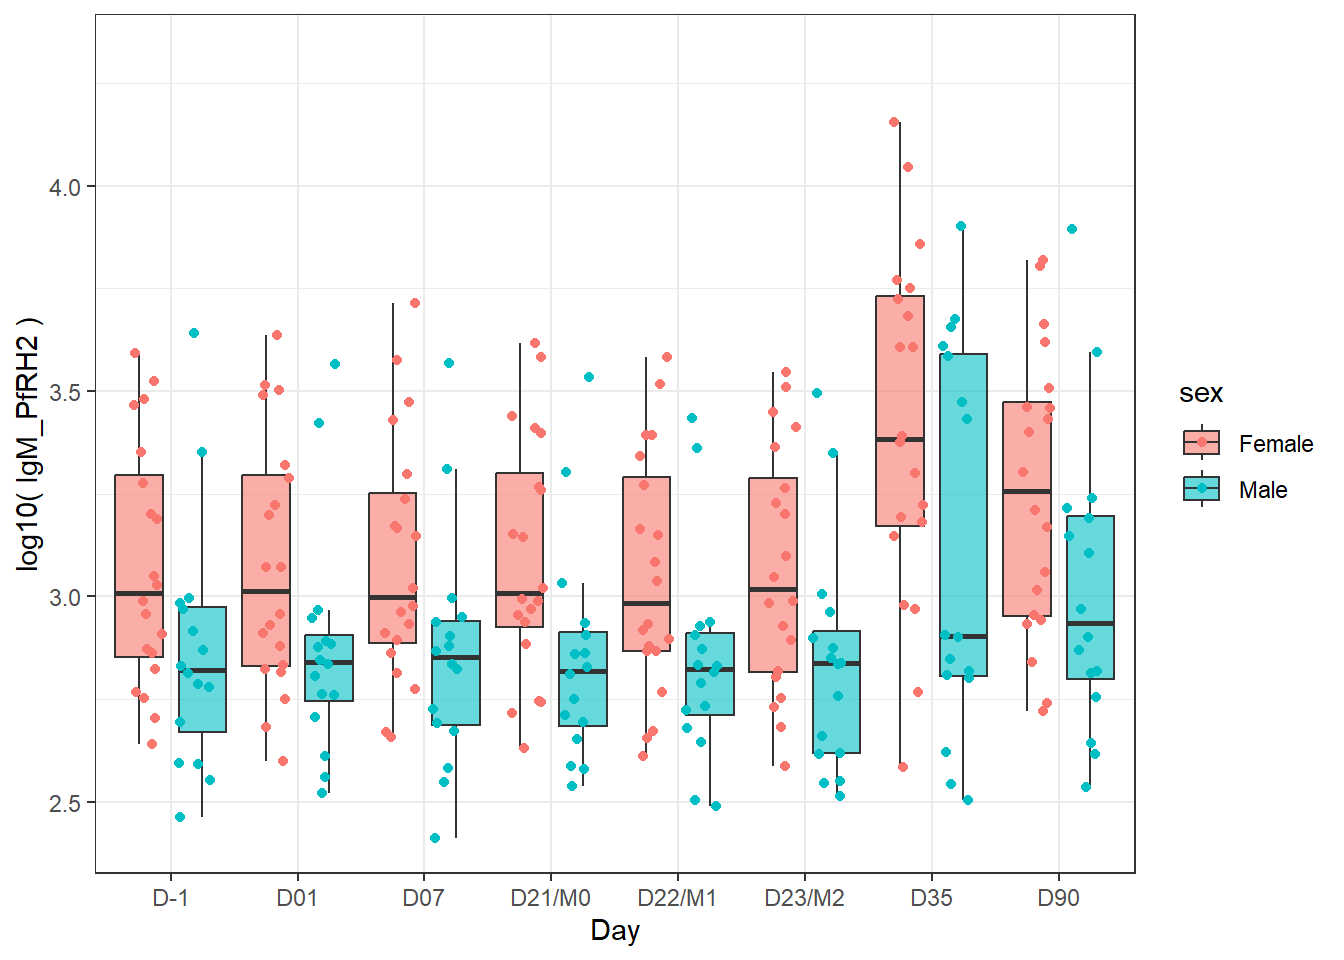 4.0
3.5
3.0
2.5
log10( IgM_PfRH2 )
D-1 D01 D07 D21/M0 D22/M1 D23/M2 D35 D90
Day
sex
Female
Male